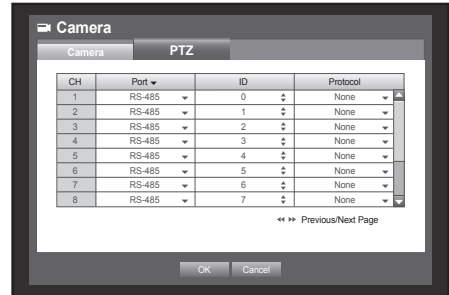 Camera
Camera PTZ
CH Port ID Protocol
1 RS-485 0 None
2 RS-485 1 None
3 RS-485 2 None
4 RS-485 3 None
5 RS-485 4 None
6 RS-485 5 None
7 RS-485 6 None
8 RS-485 7 None
Previous/Next Page
OK Cancel